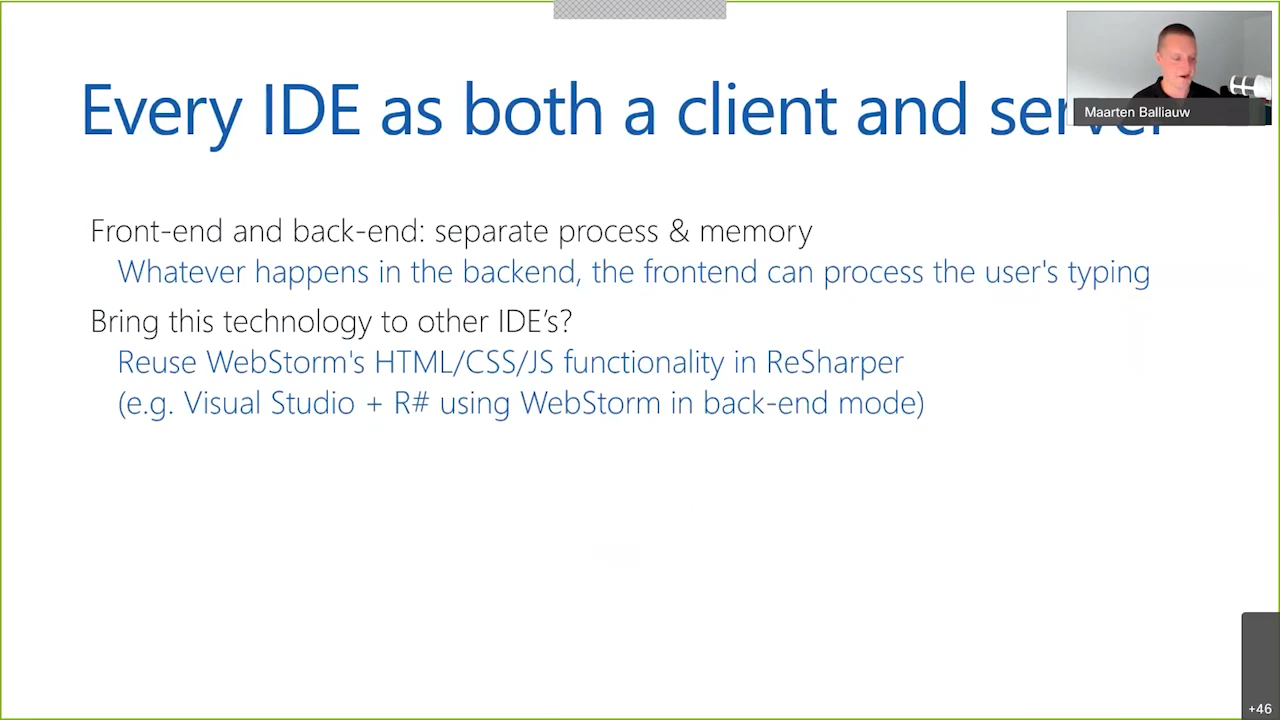 Every IDE as both a client and server
Maarten Balliauw
Front-end and back-end: separate process & memory
Whatever happens in the backend, the frontend can process the user's typing
Bring this technology to other IDE’s?
Reuse WebStorm's HTML/CSS/JS functionality in ReSharper
(e.g. Visual Studio + R# using WebStorm in back-end mode)
+46